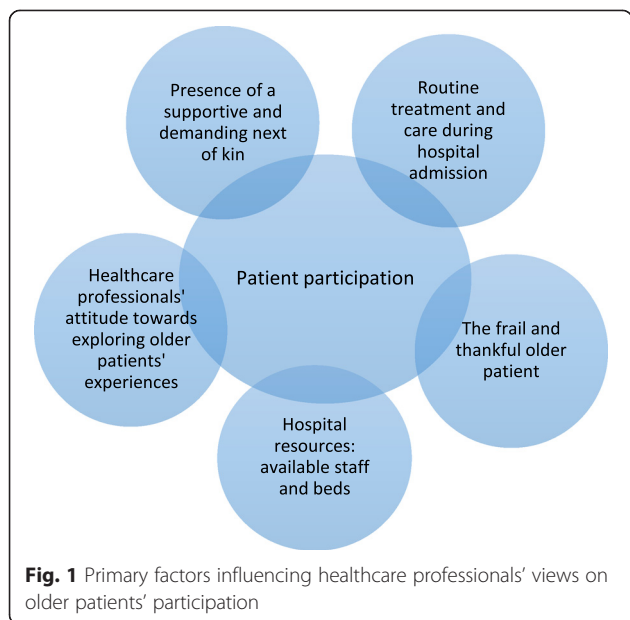 Presence of a
supportive and
demanding next
of kin
Routine
treatment and
care during
hospital
admission
Patient participation
Healthcare
professionals'
attitude towards
exploring older
patients'
experiences
The frail and
thankful older
patient
Hospital
resources:
available staff
and beds
Fig. 1 Primary factors influencing healthcare professionals’ views on
older patients’ participation